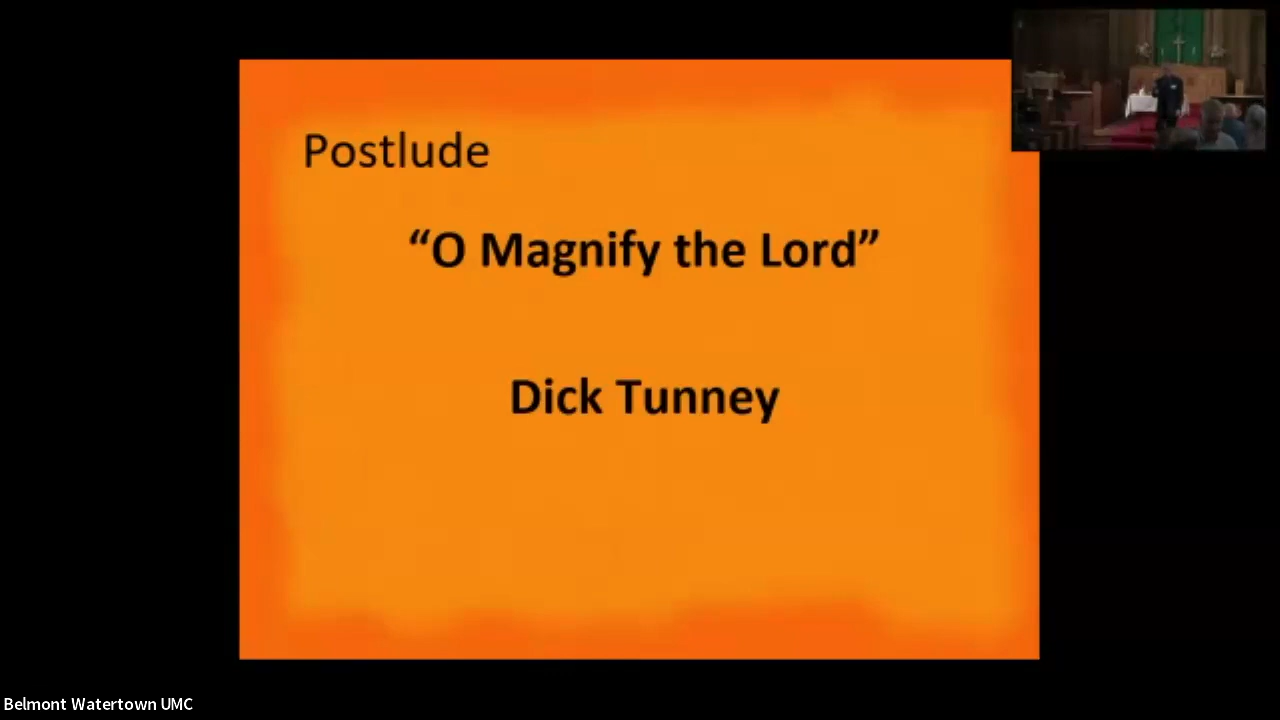 Postlude
“O Magnify the Lord”
Dick Tunney
Belmont Watertown UMC